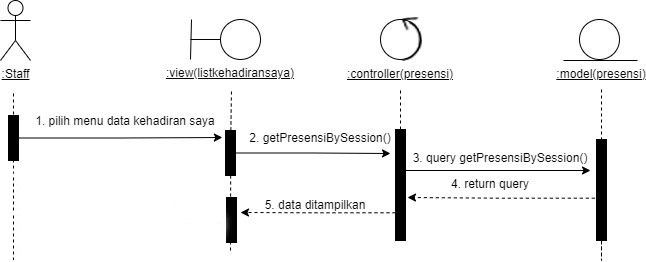 :Staff
:view(listkehadiransaya)
:controller(presensi)
:model(presensi)
1. pilih menu data kehadiran saya
2. getPresensiBySession()
3. query getPresensiBySession()
4. return query
5. data ditampilkan